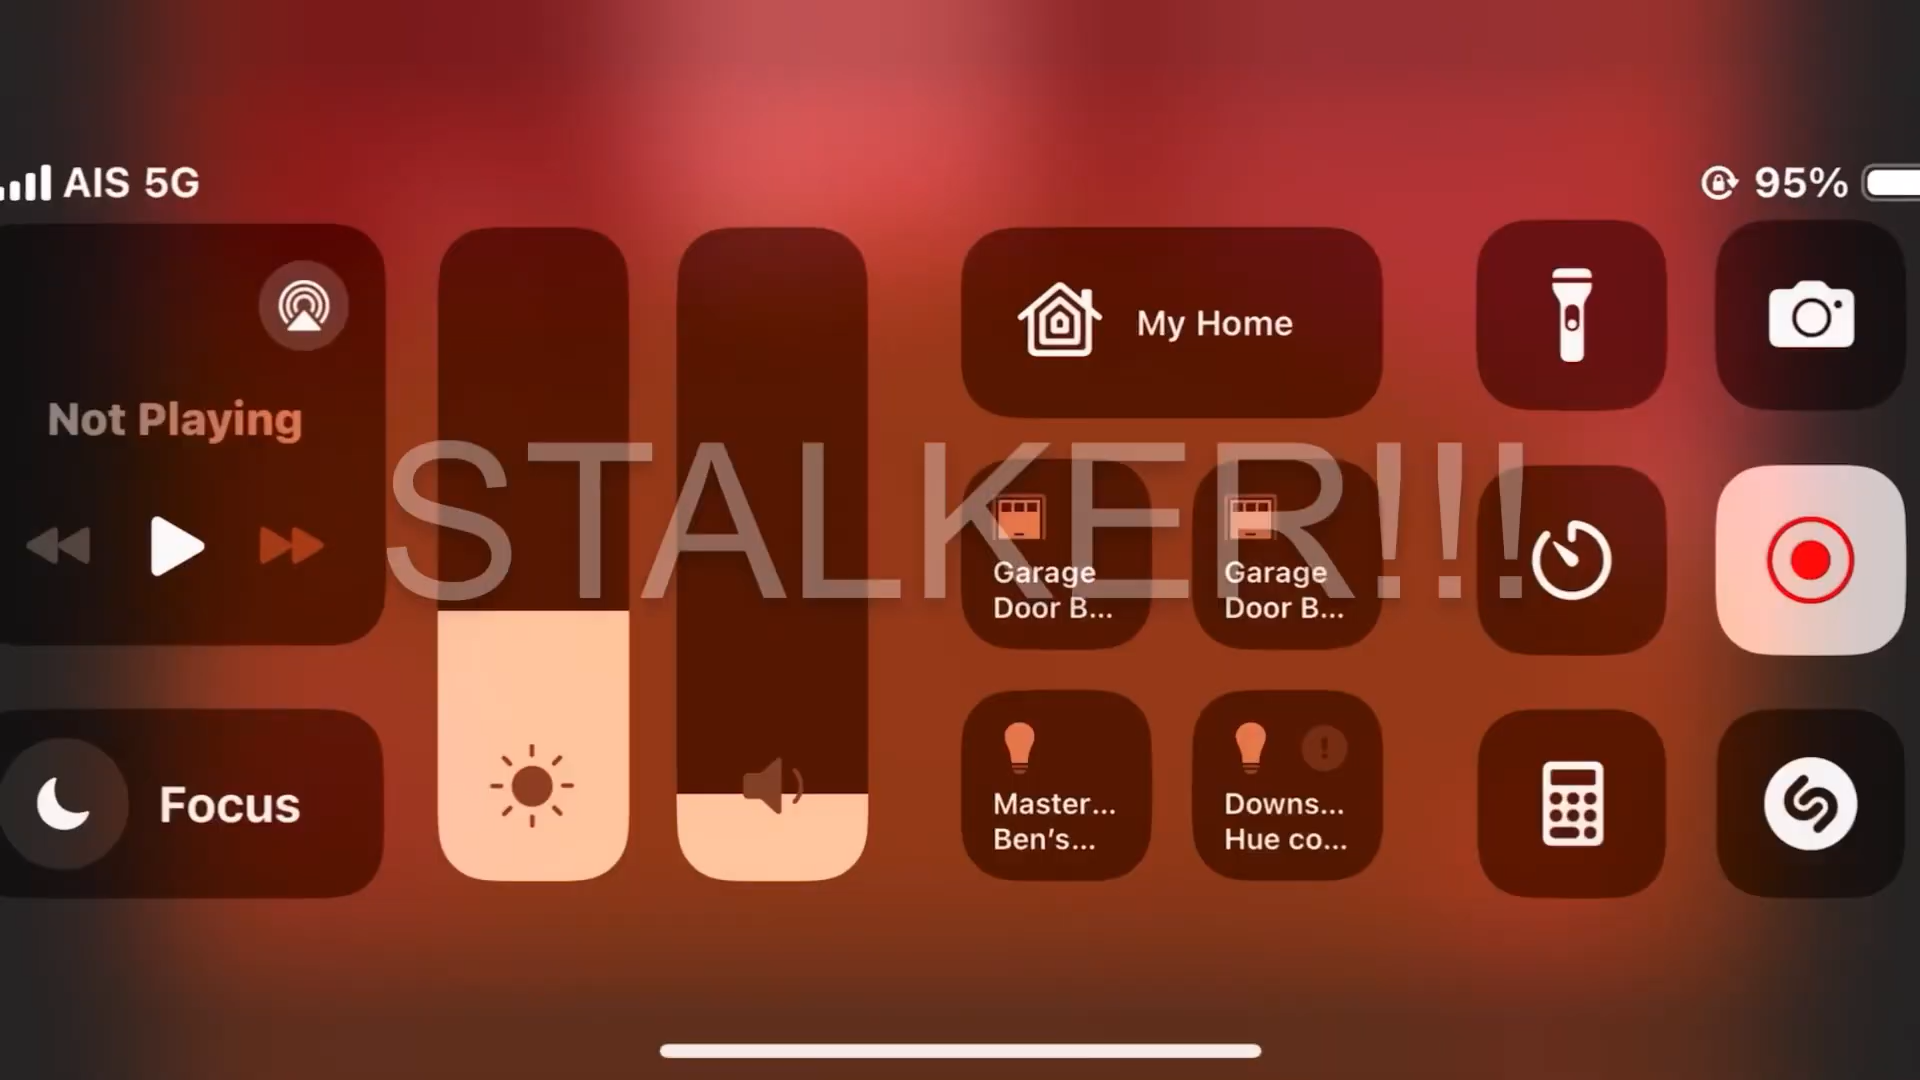 AIS 5G
95%
Not Playing
My Home
STALKER!!!
Garage
Door B...
Garage
Door B...
Focus
Master...
Ben's...
Downs...
Hue co...